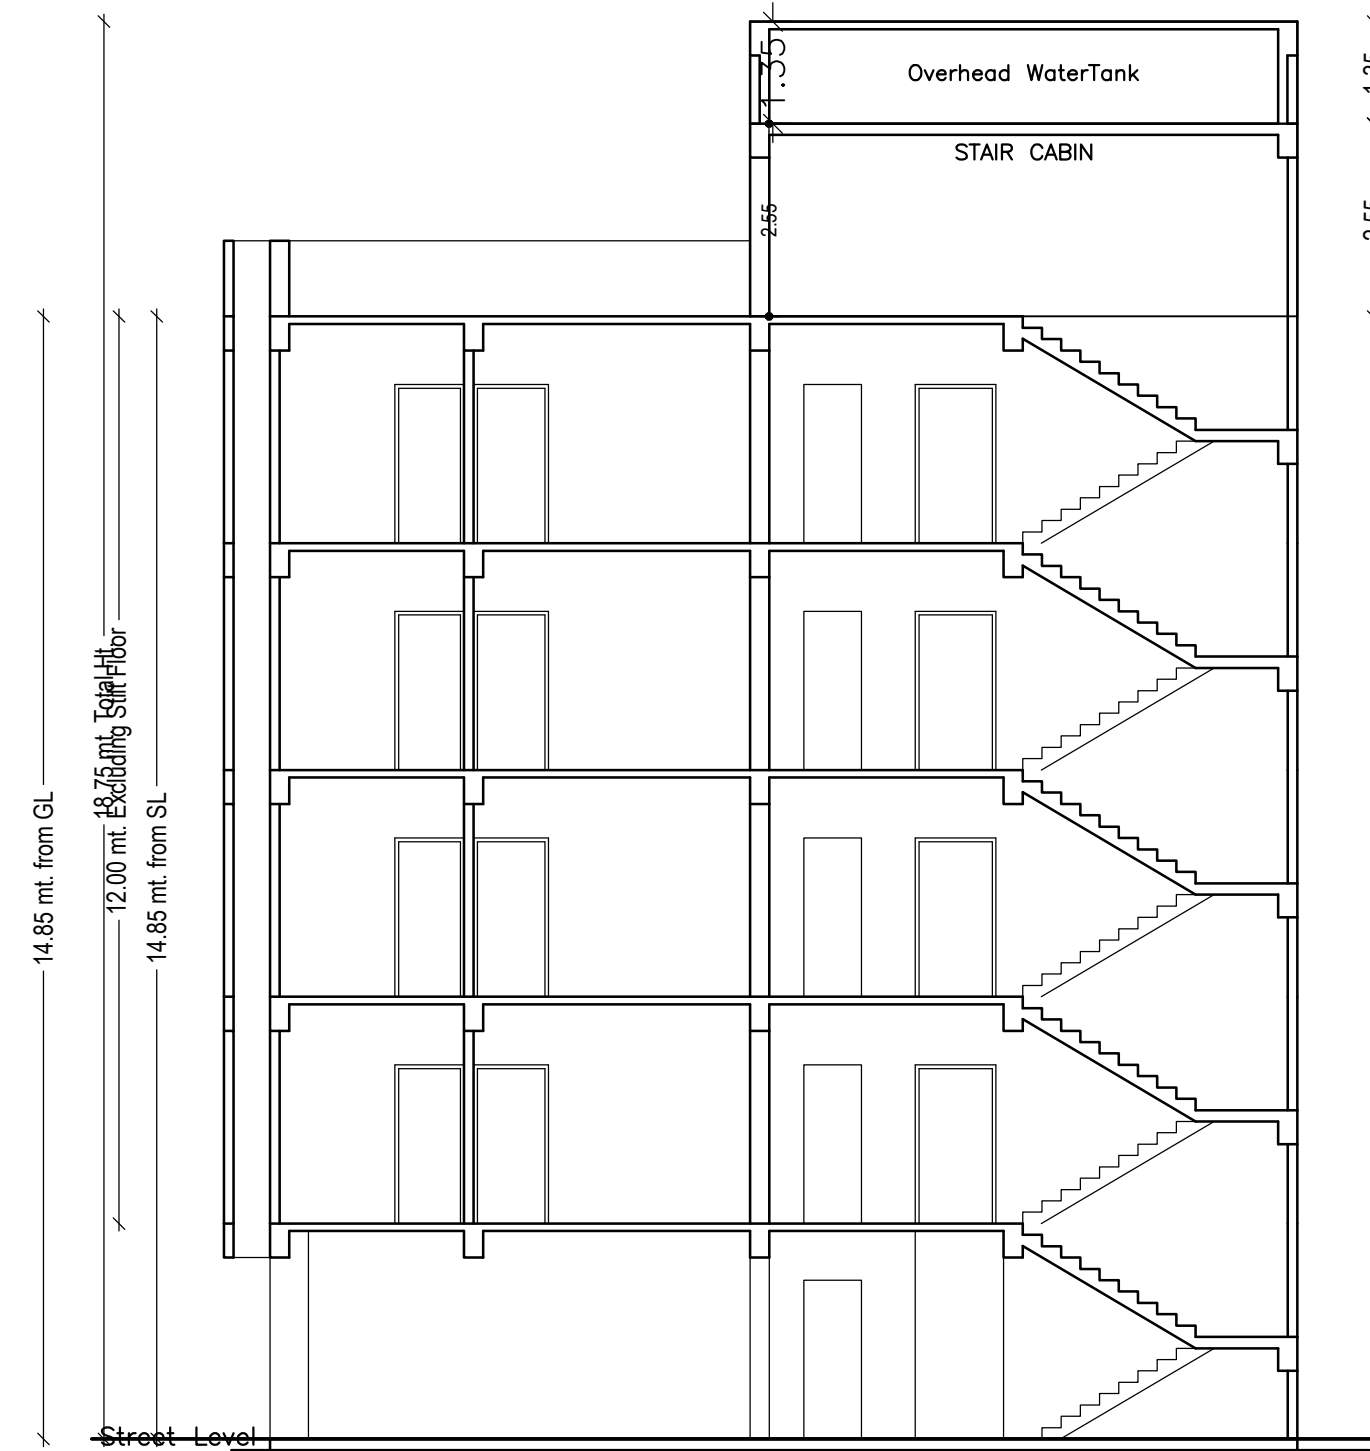 1.35
Overhead WaterTank
STAIR CABIN
2.55
18.75 mt. Total Ht.
12.00 mt. Excluding Stilt Floor
14.85 mt. from GL
14.85 mt. from SL
Street Level